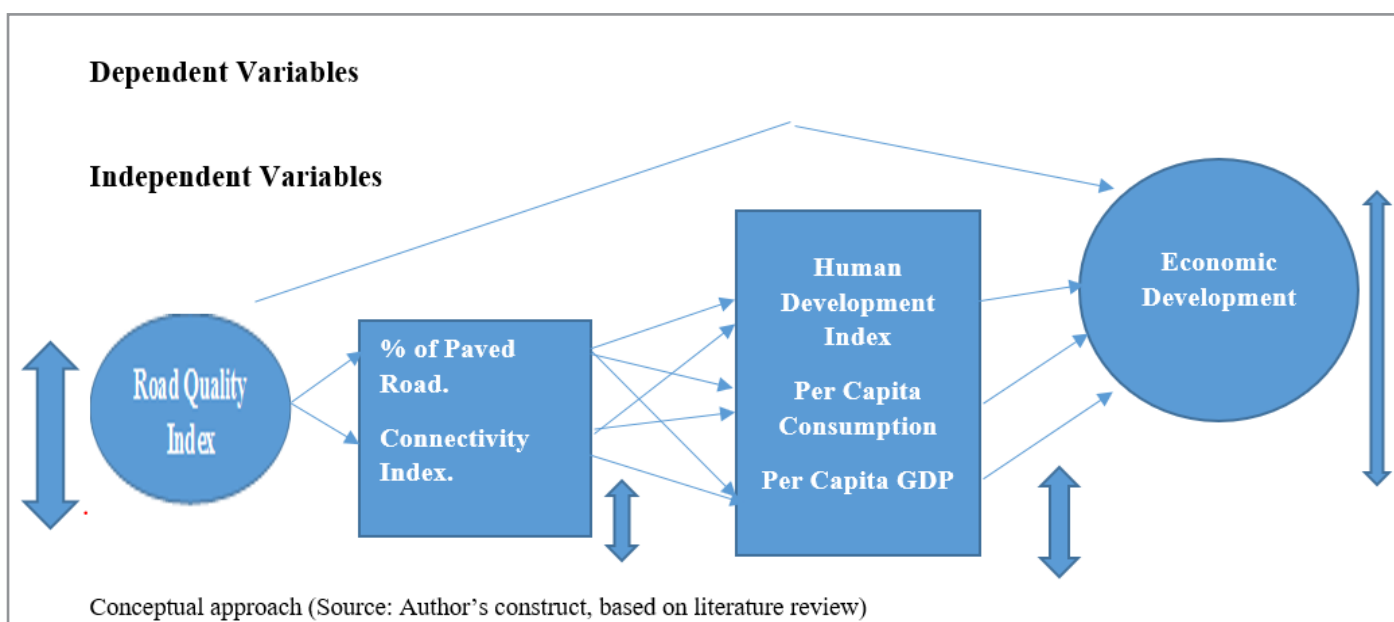 Dependent Variables
Independent Variables
Road Quality
Index
% of Paved
Road.
Connectivity
Index.
Human
Development
Index
Per Capita
Consumption
Per Capita GDP
Economic
Development
Conceptual approach (Source: Author’s construct, based on literature review)